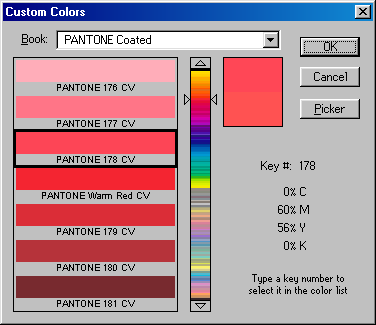 Custom Colors
Book: PANTONE Coated
OK
Cancel
Picker
PANTONE 176 CV
PANTONE 177 CV
PANTONE 178 CV
PANTONE Warm Red CV
PANTONE 179 CV
PANTONE 180 CV
PANTONE 181 CV
Key #: 178
0% C
60% M
56% Y
0% K
Type a key number to
select it in the color list